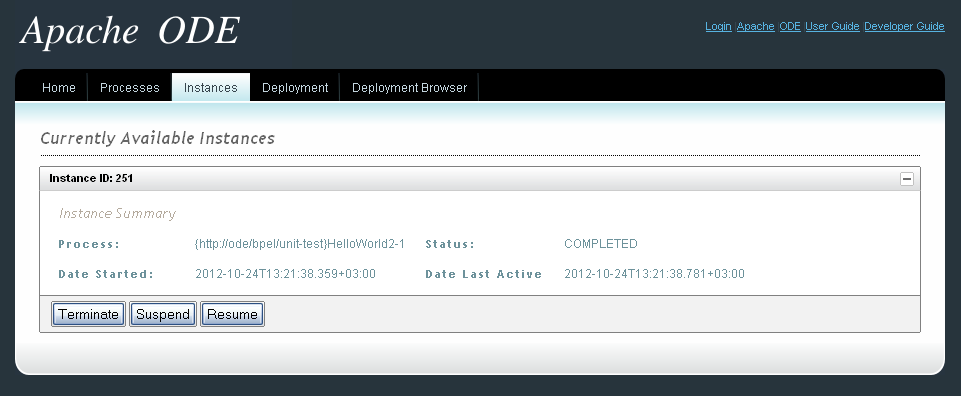 Apache ODE
Login Apache ODE User Guide Developer Guide
Home Processes Instances Deployment Deployment Browser
Currently Available Instances
Instance ID: 251
Instance Summary
Process: {http://ode/bpel/unit-test}HelloWorld2-1 Status: COMPLETED
Date Started: 2012-10-24T13:21:38.359+03:00 Date Last Active 2012-10-24T13:21:38.781+03:00
Terminate Suspend Resume